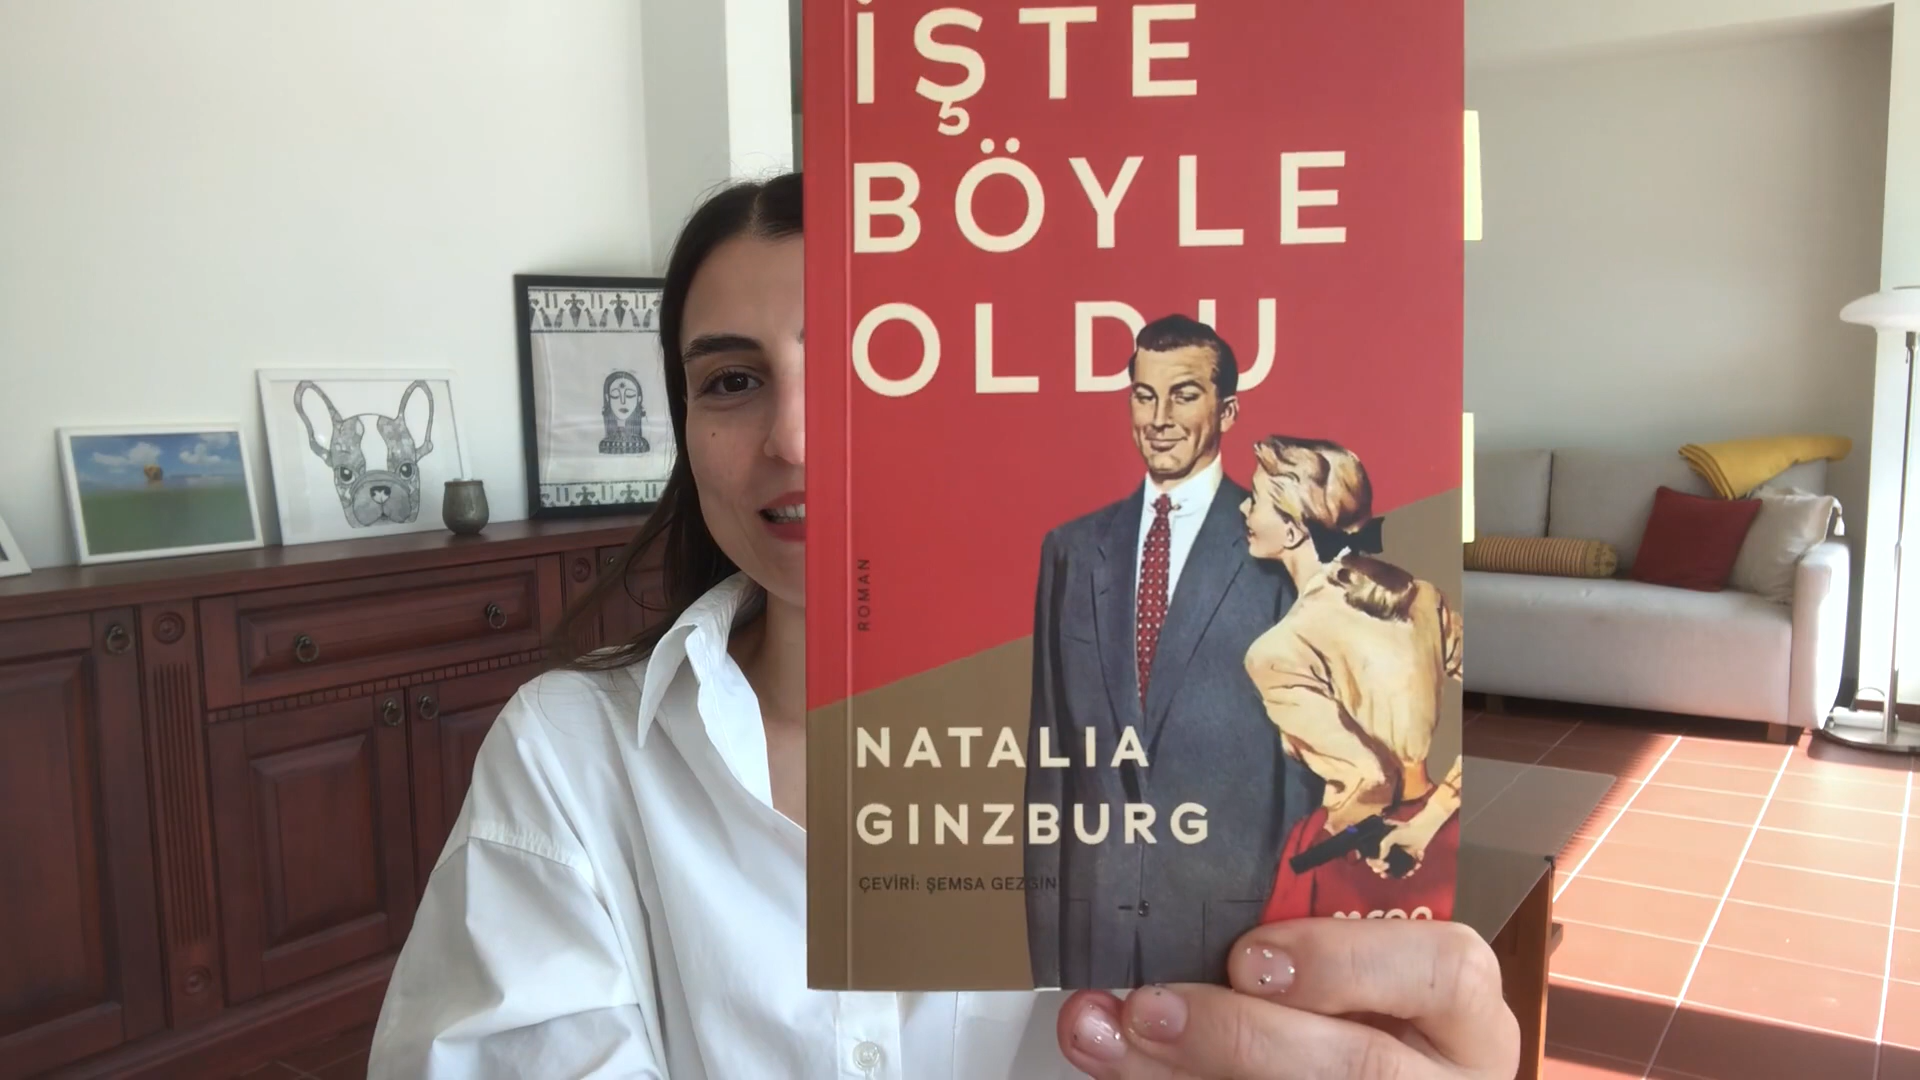 İŞTE
BÖYLE
OLDU
ROMAN
NATALIA
GINZBURG
ÇEVİRİ: ŞEMSA GEZGİN